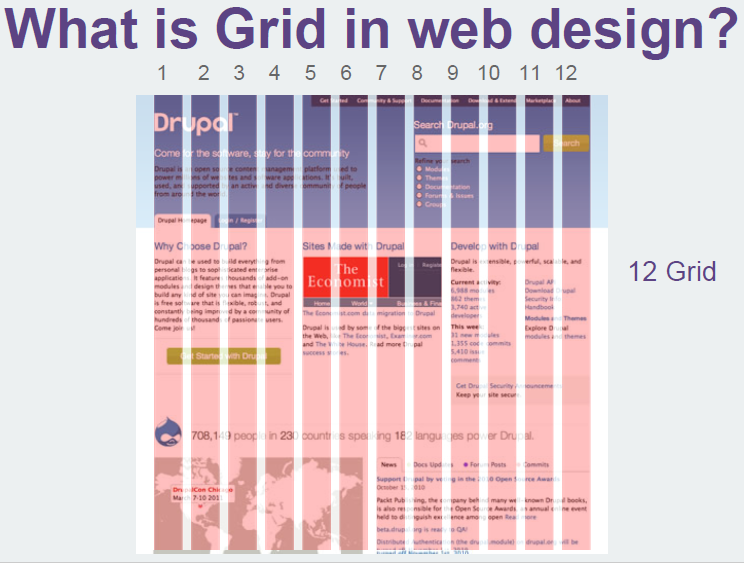 What is Grid in web design?
1 2 3 4 5 6 7 8 9 10 11 12
Get Started Community & Support Documentation Download & Extend Marketplace About
Drupal™
Search Drupal.org
Search
Come for the software, stay for the community
Refine your search
Drupal is an open source content management platform used to
Modules
power millions of websites and software applications. It's built,
Themes
used, and supported by an active and diverse community of people
Documentation
from around the world.
Forums & Issues
Groups
Drupal Homepage Login / Register
Why Choose Drupal?
Drupal can be used to build everything from
personal blogs to sophisticated enterprise
applications. It features thousands of add-on
modules and design themes that enable you to
build any kind of site you can imagine. Drupal
is free software that is flexible, robust, and
constantly being improved by a community of
hundreds of thousands of passionate users.
Come join us!
Get Started with Drupal
Sites Made with Drupal
The
Economist
Log in Register
Home World Business & Fina
The Economist.com data migration to Drupal
Drupal is used by some of the biggest sites on
the Web, like The Economist, Examiner.com
and The White House. Read more Drupal
success stories.
Develop with Drupal
Drupal is extensible, powerful, scalable, and
flexible.
Current activity:
6,988 modules
862 themes
3,740 active
developers
This week:
31 new modules
1,355 code commits
5,410 issue
comments
Drupal API
Download Drupal
Security Info
Handbook
Modules and Themes
Explore Drupal
modules and themes
Get Drupal Security Announcements
Keep your site secure.
12 Grid
708,149 people in 230 countries speaking 182 languages power Drupal.
DrupalCon Chicago
March 7-10 2011
News Docs Updates Forum Posts Commits
Support Drupal by voting in the 2010 Open Source Awards
October 15, 2010
Packt Publishing, the company behind many well-known Drupal books,
is also responsible for the Open Source Awards, an annual online event
held to distinguish excellence among open Read more
beta.drupal.org is ready to QA!
Distributed authentication (the drupal.module) on drupal.org will be
turned off November 1st, 2010